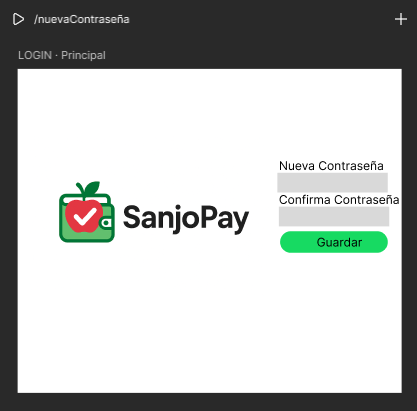 /nuevaContraseña
LOGIN · Principal
Nueva Contraseña
Confirma Contraseña
SanjoPay
Guardar